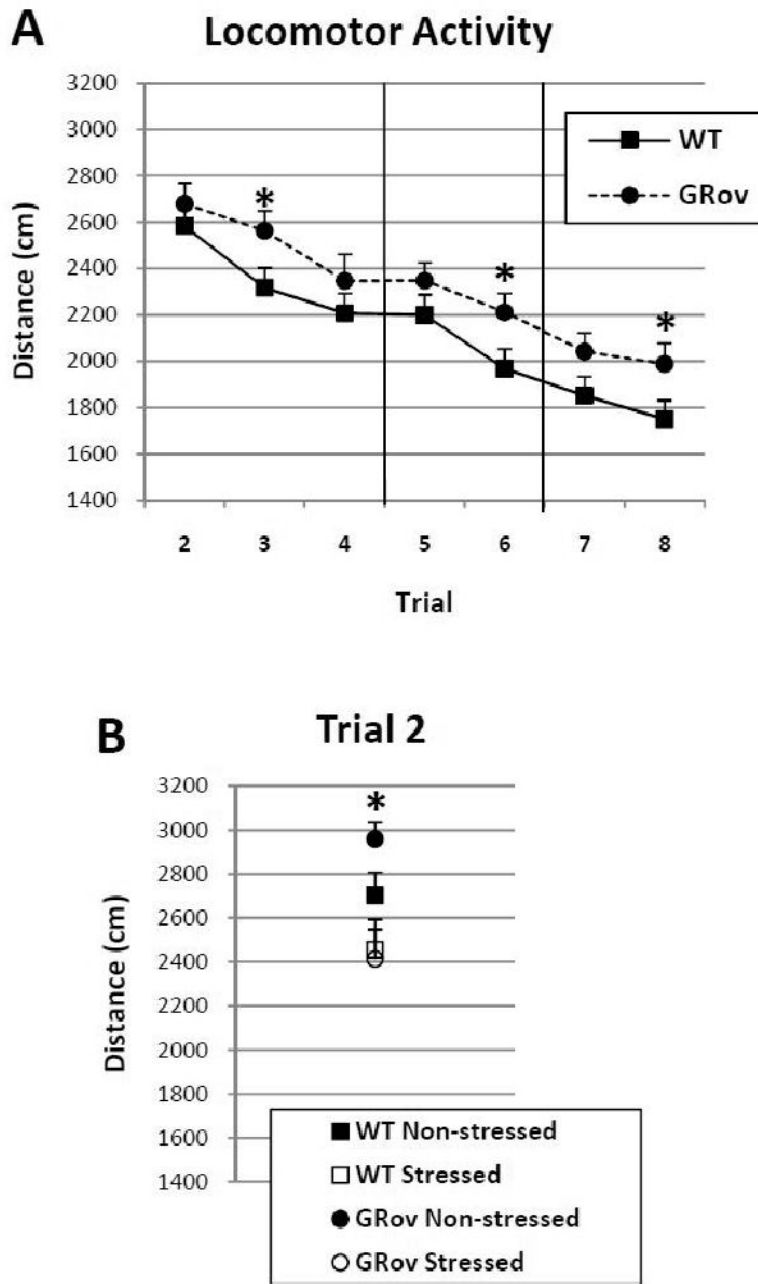 A
Locomotor Activity
3200
3000
2800
2600
2400
2200
2000
1800
1600
1400
Distance (cm)
WT
GRov
*
*
*
2 3 4 5 6 7 8
Trial
B
Trial 2
3200
3000
2800
2600
2400
2200
2000
1800
1600
1400
Distance (cm)
*
WT Non-stressed
WT Stressed
GRov Non-stressed
GRov Stressed